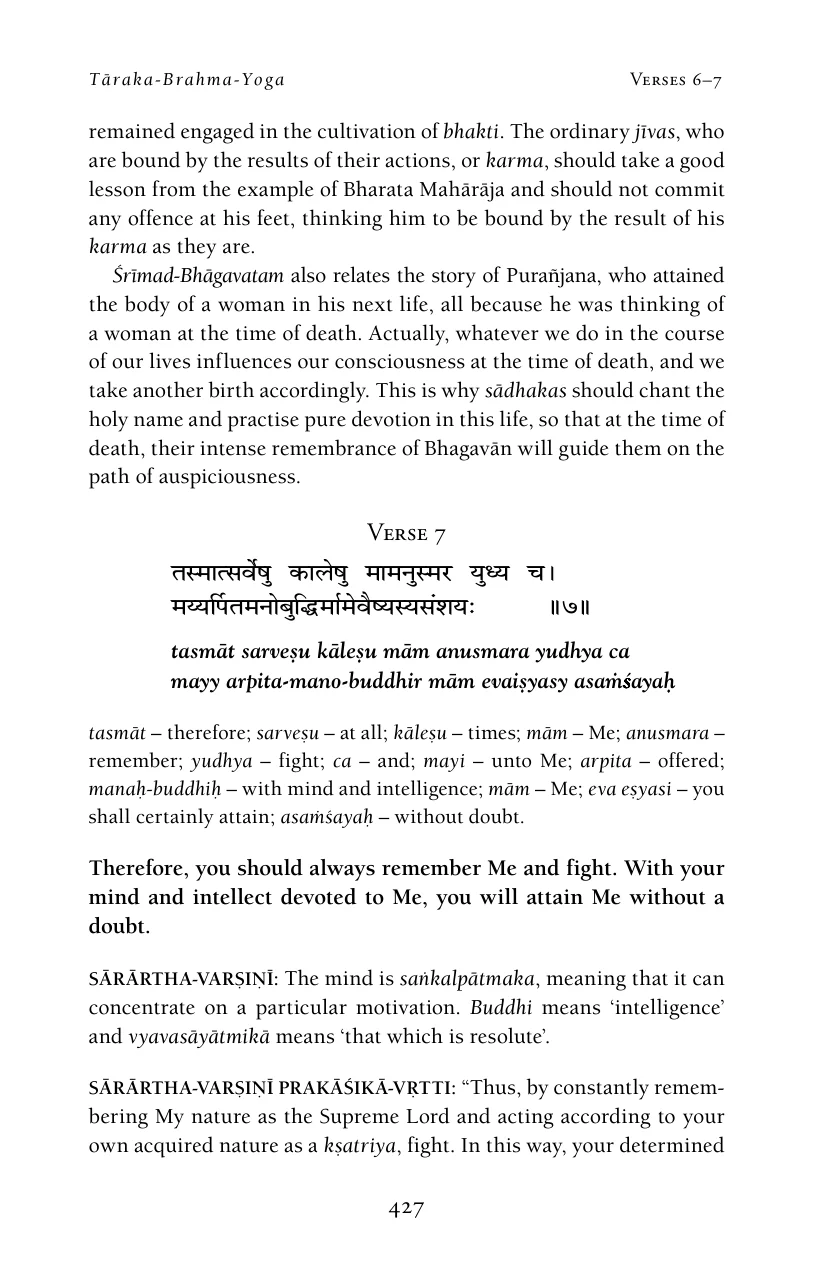 Tāraka-Brahma-Yoga Verses 6–7
remained engaged in the cultivation of bhakti. The ordinary jīvas, who
are bound by the results of their actions, or karma, should take a good
lesson from the example of Bharata Mahārāja and should not commit
any offence at his feet, thinking him to be bound by the result of his
karma as they are.
Śrīmad-Bhāgavatam also relates the story of Purañjana, who attained
the body of a woman in his next life, all because he was thinking of
a woman at the time of death. Actually, whatever we do in the course
of our lives influences our consciousness at the time of death, and we
take another birth accordingly. This is why sādhakas should chant the
holy name and practise pure devotion in this life, so that at the time of
death, their intense remembrance of Bhagavān will guide them on the
path of auspiciousness.
Verse 7
तस्मात्सर्वेषु कालेषु मामनुस्मर युध्य च।
मय्यर्पितमनोबुद्धिर्मामेवैष्यस्यसंशयः ॥७॥
tasmāt sarveṣu kāleṣu mām anusmara yudhya ca
mayy arpita-mano-buddhir mām evaiṣyasy asaṁśayaḥ
tasmāt – therefore; sarveṣu – at all; kāleṣu – times; mām – Me; anusmara –
remember; yudhya – fight; ca – and; mayi – unto Me; arpita – offered;
manaḥ-buddhiḥ – with mind and intelligence; mām – Me; eva eṣyasi – you
shall certainly attain; asaṁśayaḥ – without doubt.
Therefore, you should always remember Me and fight. With your
mind and intellect devoted to Me, you will attain Me without a
doubt.
SĀRĀRTHA-VARṢIṆĪ: The mind is saṅkalpātmaka, meaning that it can
concentrate on a particular motivation. Buddhi means ‘intelligence’
and vyavasāyātmikā means ‘that which is resolute’.
SĀRĀRTHA-VARṢIṆĪ PRAKĀŚIKĀ-VṚTTI: “Thus, by constantly remem-
bering My nature as the Supreme Lord and acting according to your
own acquired nature as a kṣatriya, fight. In this way, your determined
427